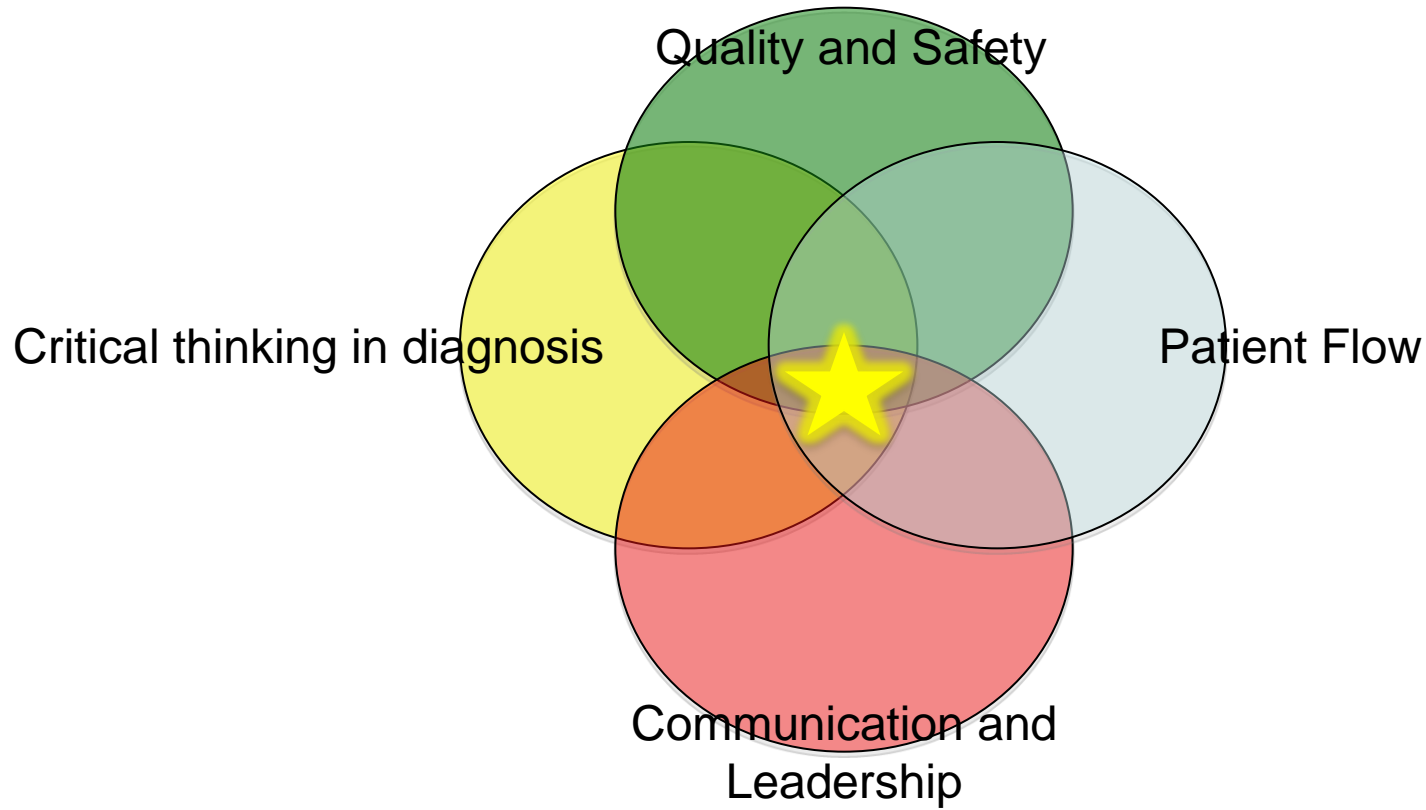 Quality and Safety
Critical thinking in diagnosis
Patient Flow
Communication and
Leadership